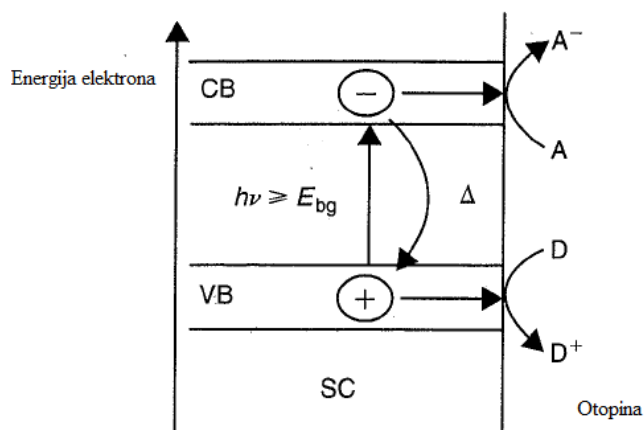 A⁻
Energija elektrona
CB
−
A
hν ⩾ E_bg
Δ
D
VB
+
D⁺
SC
Otopina